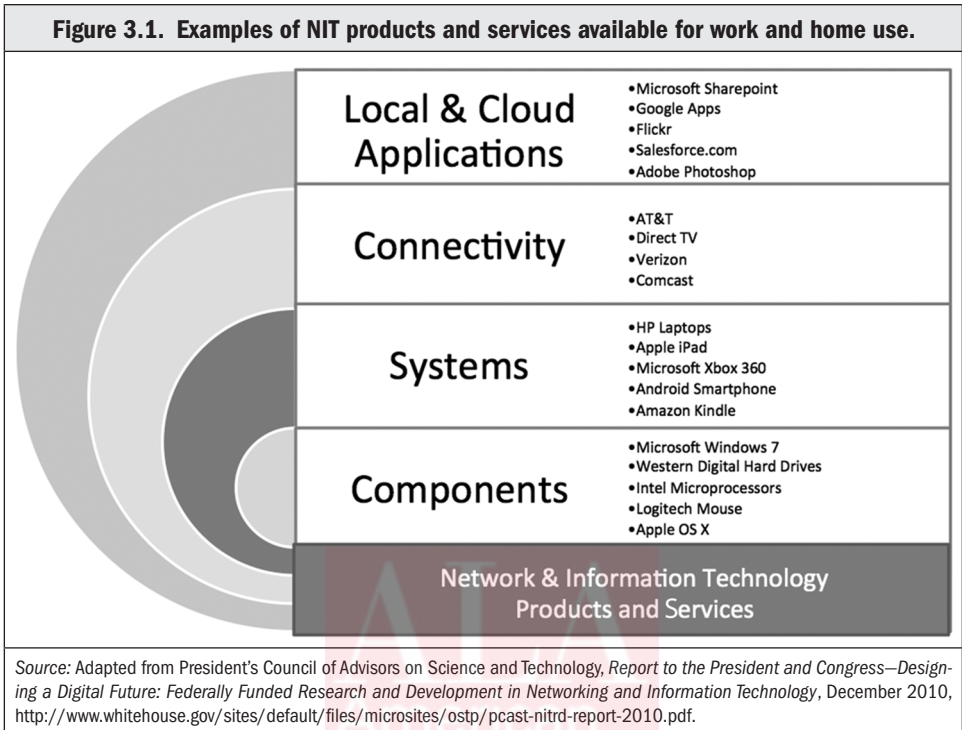 Figure 3.1. Examples of NIT products and services available for work and home use.
Local & Cloud
Applications
•Microsoft Sharepoint
•Google Apps
•Flickr
•Salesforce.com
•Adobe Photoshop
Connectivity
•AT&T
•Direct TV
•Verizon
•Comcast
Systems
•HP Laptops
•Apple iPad
•Microsoft Xbox 360
•Android Smartphone
•Amazon Kindle
Components
•Microsoft Windows 7
•Western Digital Hard Drives
•Intel Microprocessors
•Logitech Mouse
•Apple OS X
Network & Information Technology
Products and Services
ALA
Source: Adapted from President's Council of Advisors on Science and Technology, Report to the President and Congress—Design-
ing a Digital Future: Federally Funded Research and Development in Networking and Information Technology, December 2010,
http://www.whitehouse.gov/sites/default/files/microsites/ostp/pcast-nitrd-report-2010.pdf.